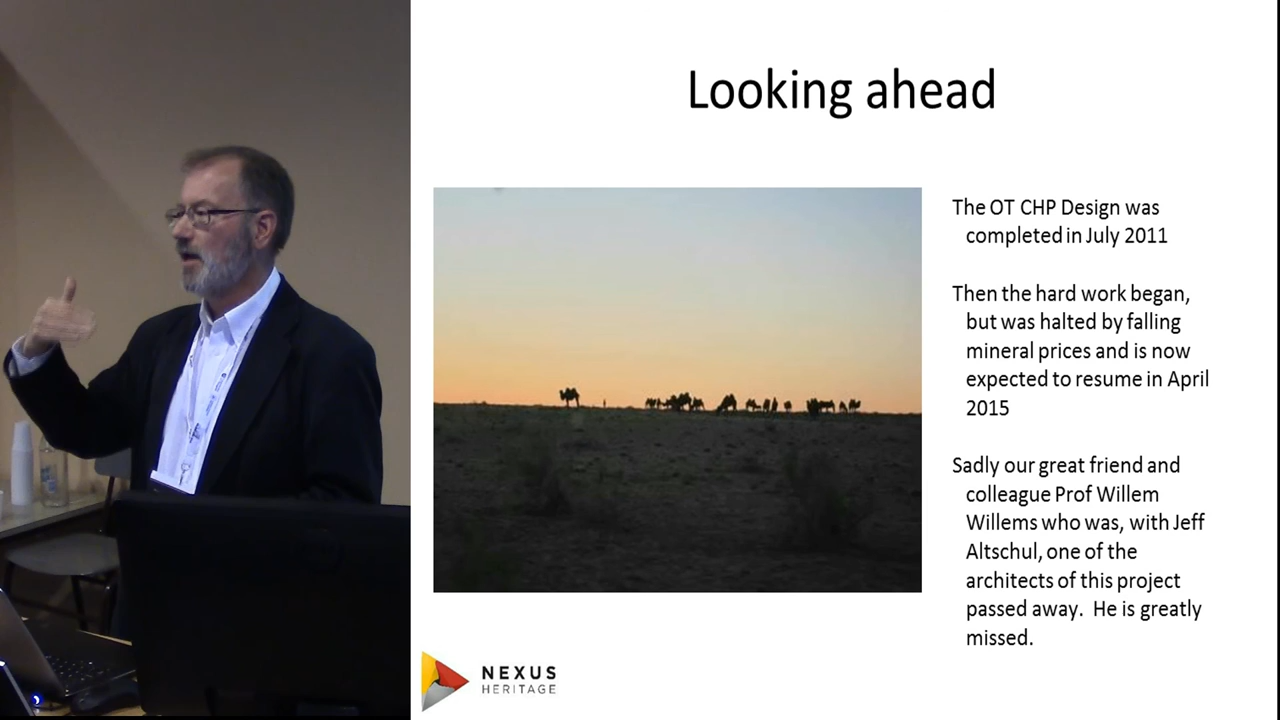 Looking ahead
The OT CHP Design was
completed in July 2011
Then the hard work began,
but was halted by falling
mineral prices and is now
expected to resume in April
2015
Sadly our great friend and
colleague Prof Willem
Willems who was, with Jeff
Altschul, one of the
architects of this project
passed away.  He is greatly
missed.
NEXUS
HERITAGE